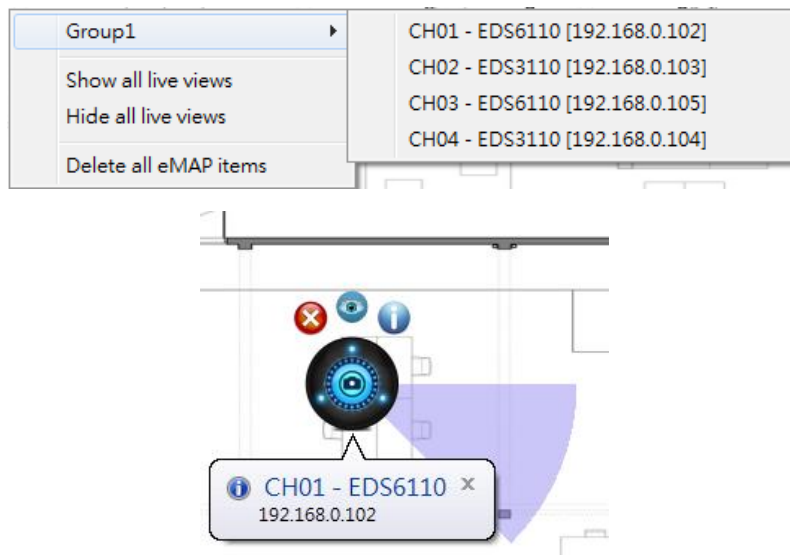 Group1
CH01 - EDS6110 [192.168.0.102]
CH02 - EDS3110 [192.168.0.103]
CH03 - EDS6110 [192.168.0.105]
CH04 - EDS3110 [192.168.0.104]
Show all live views
Hide all live views
Delete all eMAP items
CH01 - EDS6110
192.168.0.102